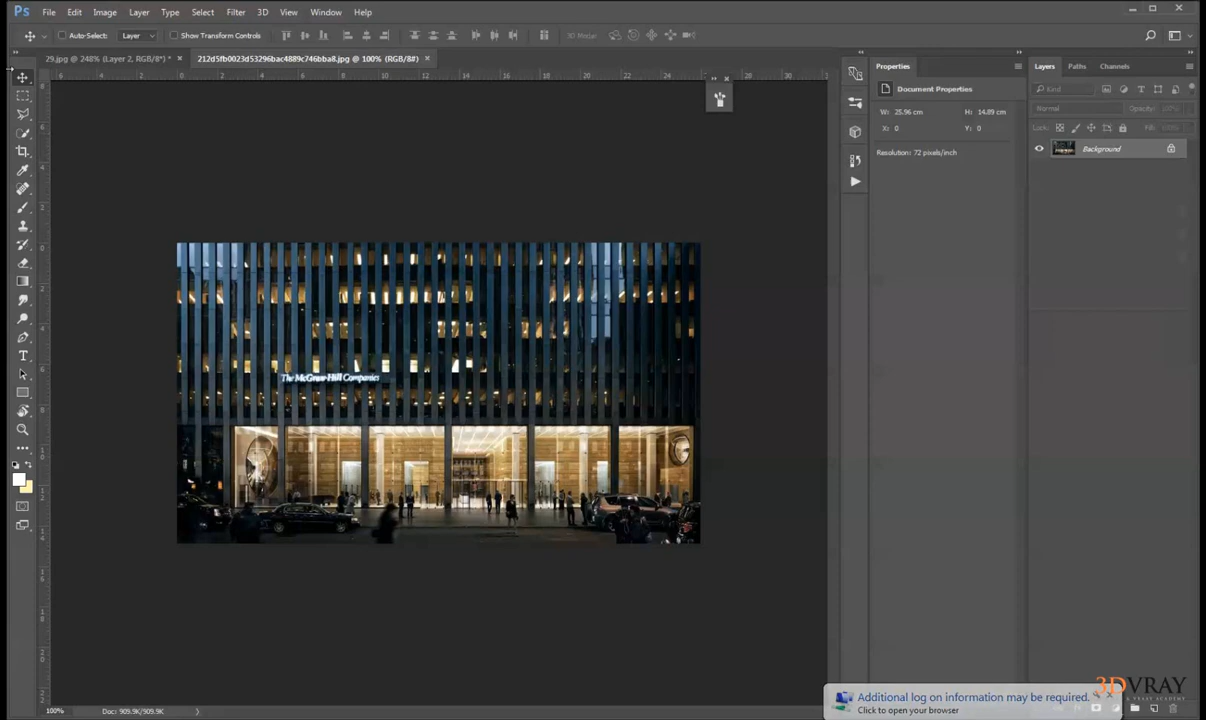 Ps File Edit Image Layer Type Select Filter 3D View Window Help
Auto-Select: Layer Show Transform Controls 3D Mode:
29.jpg @ 248% (Layer 2, RGB/8*) * × 212d5fb0023d53296bac4889c746bba8.jpg @ 100% (RGB/8#) ×
Properties
Document Properties
W: 25.96 cm H: 14.89 cm
X: 0 Y: 0
Resolution: 72 pixels/inch
Layers Paths Channels
Kind
Normal Opacity: 100%
Lock: Fill:
Background
The McGraw-Hill Companies
100% Doc: 909.9K/909.9K
Additional log on information may be required.
Click to open your browser
3DVRAY